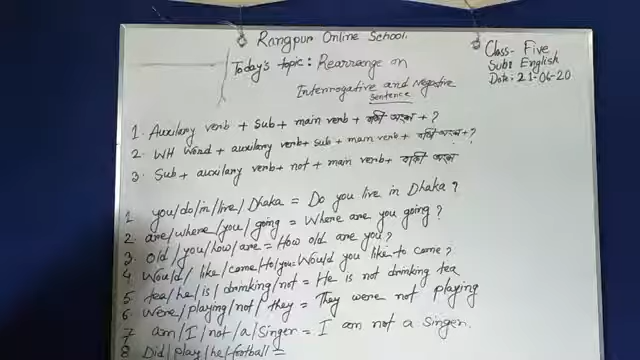 Rangpur Online School.
Class- Five
Sub: English
Date: 21-06-20
Today's topic: Rearrange on
Interrogative and Negative
Sentence
1. Auxilary verb + Sub + main verb + বাকী অংশ + ?
2. WH Word + auxilary verb + sub + main verb + বাকী অংশ + ?
3. Sub + auxilary verb + not + main verb + বাকী অংশ
1 you/do/in/live/Dhaka = Do you live in Dhaka?
2. are/where/you/going = Where are you going?
3. old/you/how/are = How old are you?
4 Would/like/come/to/you = Would you like to come?
5 tea/he/is/drinking/not = He is not drinking tea
6 Were/playing/not/they = They were not playing
7 am/I/not/a/Singer = I am not a singer.
8 Did/play/he/football =